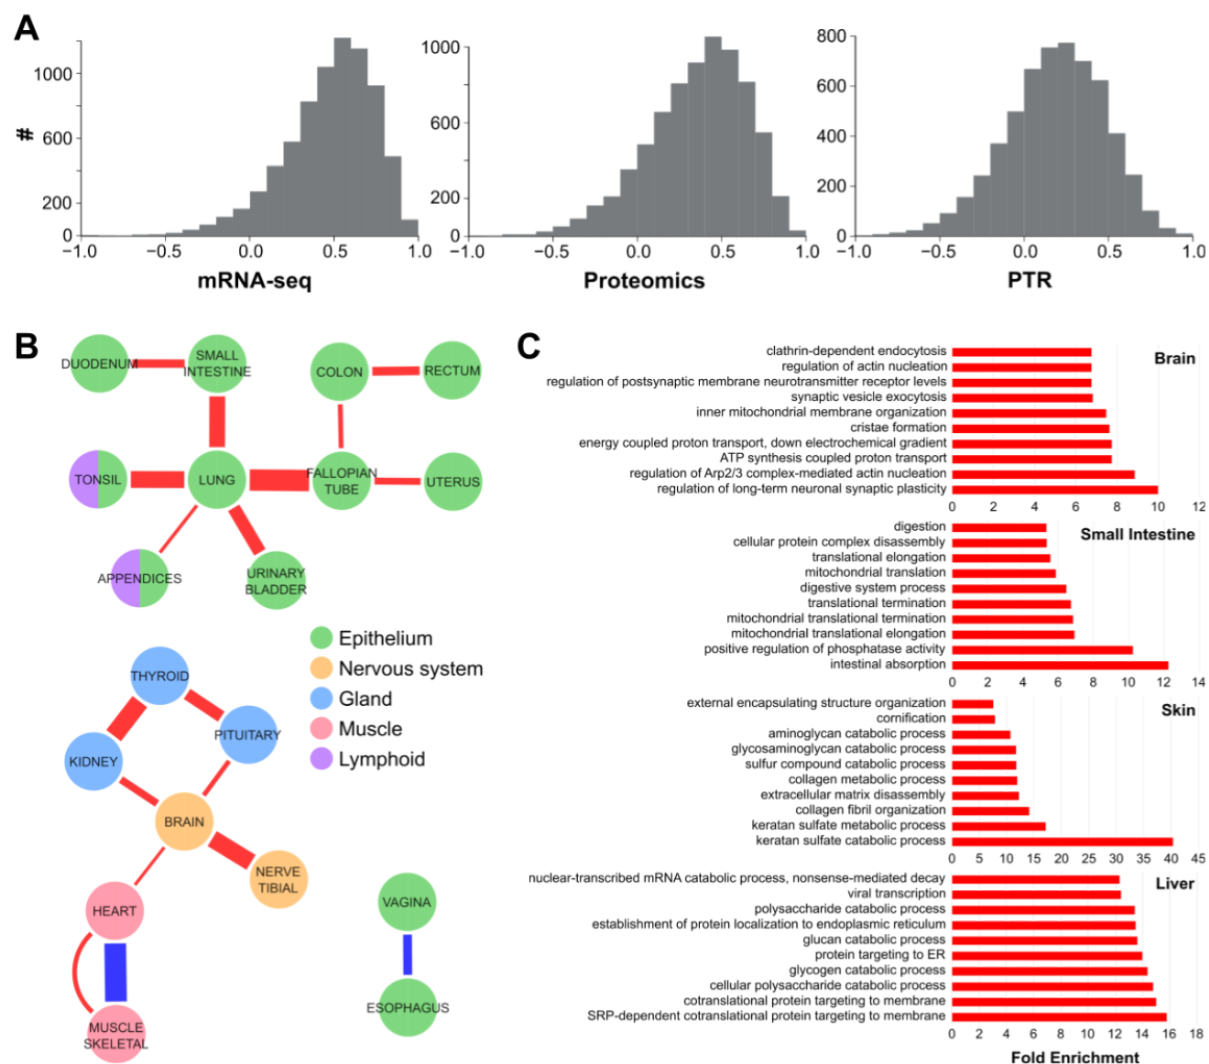 A
#
1000
600
200
0
−1.0
−0.5
0.0
0.5
1.0
mRNA-seq
1000
600
200
0
−1.0
−0.5
0.0
0.5
1.0
Proteomics
800
600
400
200
0
−1.0
−0.5
0.0
0.5
1.0
PTR
B
DUODENUM
SMALL
INTESTINE
COLON
RECTUM
TONSIL
LUNG
FALLOPIAN
TUBE
UTERUS
APPENDICES
URINARY
BLADDER
Epithelium
Nervous system
Gland
Muscle
Lymphoid
THYROID
PITUITARY
KIDNEY
BRAIN
NERVE
TIBIAL
HEART
MUSCLE
SKELETAL
VAGINA
ESOPHAGUS
C
Brain
clathrin-dependent endocytosis
regulation of actin nucleation
regulation of postsynaptic membrane neurotransmitter receptor levels
synaptic vesicle exocytosis
inner mitochondrial membrane organization
cristae formation
energy coupled proton transport, down electrochemical gradient
ATP synthesis coupled proton transport
regulation of Arp2/3 complex-mediated actin nucleation
regulation of long-term neuronal synaptic plasticity
0 2 4 6 8 10 12
Small Intestine
digestion
cellular protein complex disassembly
translational elongation
mitochondrial translation
digestive system process
translational termination
mitochondrial translational termination
mitochondrial translational elongation
positive regulation of phosphatase activity
intestinal absorption
0 2 4 6 8 10 12 14
Skin
external encapsulating structure organization
cornification
aminoglycan catabolic process
glycosaminoglycan catabolic process
sulfur compound catabolic process
collagen metabolic process
extracellular matrix disassembly
collagen fibril organization
keratan sulfate metabolic process
keratan sulfate catabolic process
0 5 10 15 20 25 30 35 40 45
Liver
nuclear-transcribed mRNA catabolic process, nonsense-mediated decay
viral transcription
polysaccharide catabolic process
establishment of protein localization to endoplasmic reticulum
glucan catabolic process
protein targeting to ER
glycogen catabolic process
cellular polysaccharide catabolic process
cotranslational protein targeting to membrane
SRP-dependent cotranslational protein targeting to membrane
0 2 4 6 8 10 12 14 16 18
Fold Enrichment